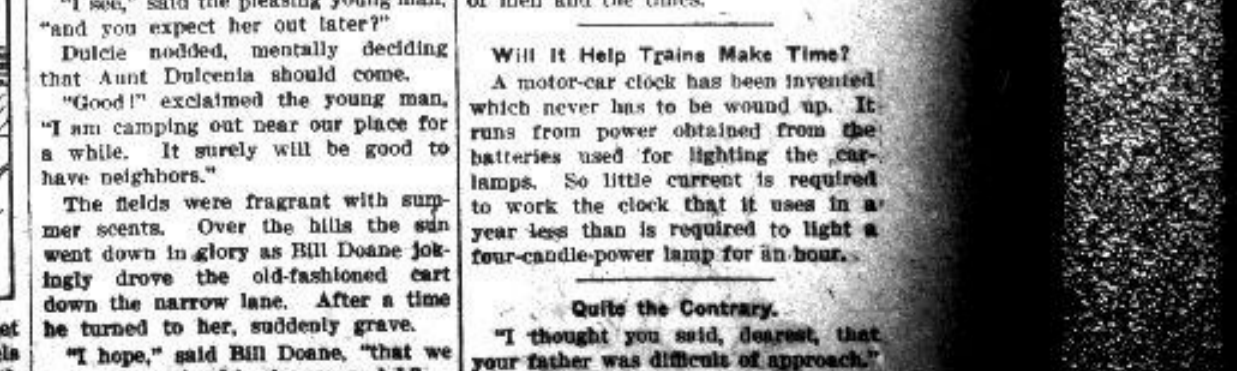 "I see," said the pleasing young man,
"and you expect her out later?"
Dulcie nodded, mentally deciding
that Aunt Dulcenia should come.
"Good!" exclaimed the young man,
"I am camping out near our place for
a while. It surely will be good to
have neighbors."
The fields were fragrant with sum-
mer scents. Over the hills the sun
went down in glory as Bill Doane jok-
ingly drove the old-fashioned cart
down the narrow lane. After a time
he turned to her, suddenly grave.
"I hope," said Bill Doane, "that we
of men and the times.
Will It Help Trains Make Time?
A motor-car clock has been invented
which never has to be wound up. It
runs from power obtained from the
batteries used for lighting the car-
lamps. So little current is required
to work the clock that it uses in a
year less than is required to light a
four-candle-power lamp for an hour.
Quite the Contrary.
"I thought you said, dearest, that
your father was difficult of approach."